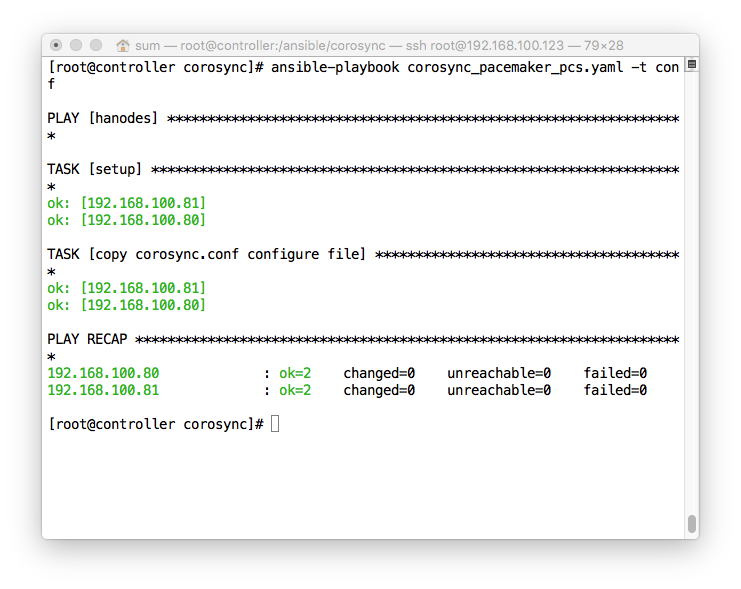 sum — root@controller:/ansible/corosync — ssh root@192.168.100.123 — 79×28
[root@controller corosync]# ansible-playbook corosync_pacemaker_pcs.yaml -t con
f
PLAY [hanodes] ****************************************************************
*
TASK [setup] ******************************************************************
*
ok: [192.168.100.81]
ok: [192.168.100.80]
TASK [copy corosync.conf configure file] **************************************
*
ok: [192.168.100.81]
ok: [192.168.100.80]
PLAY RECAP ********************************************************************
*
192.168.100.80             : ok=2    changed=0    unreachable=0    failed=0
192.168.100.81             : ok=2    changed=0    unreachable=0    failed=0
[root@controller corosync]#